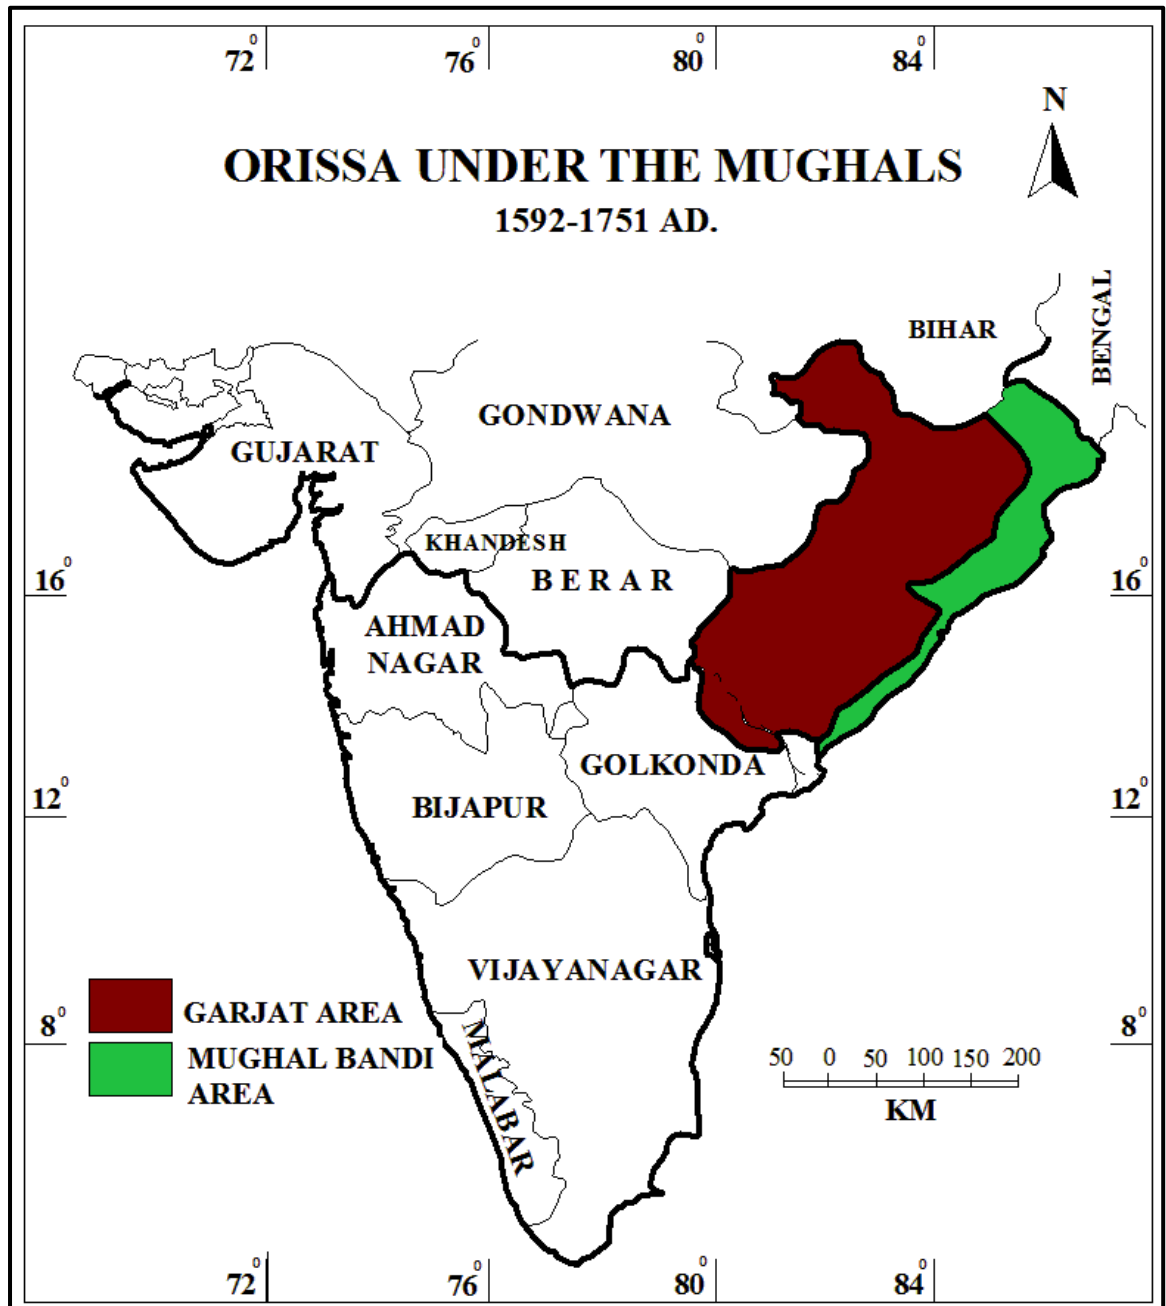 72° 76° 80° 84°
N
ORISSA UNDER THE MUGHALS
1592-1751 AD.
BIHAR
BENGAL
GONDWANA
GUJARAT
KHANDESH
BERAR
16° 16°
AHMAD
NAGAR
GOLKONDA
BIJAPUR
12° 12°
VIJAYANAGAR
GARJAT AREA
8° 8°
MALABAR
MUGHAL BANDI
AREA
50 0 50 100 150 200
KM
72° 76° 80° 84°